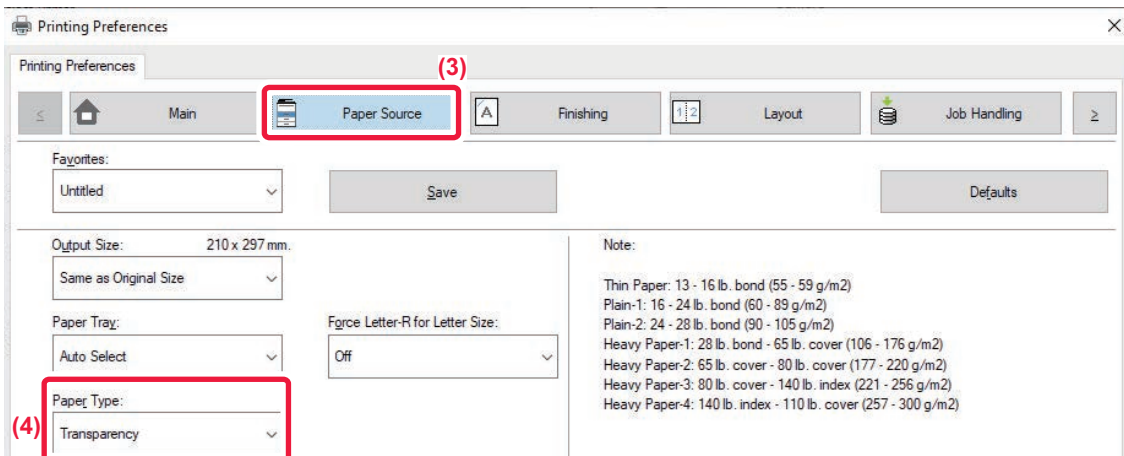 Printing Preferences
Printing Preferences
(3)
< Main Paper Source Finishing Layout Job Handling >
Favorites:
Untitled Save Defaults
Output Size: 210 x 297 mm.
Same as Original Size
Paper Tray: Force Letter-R for Letter Size:
Auto Select Off
(4)
Paper Type:
Transparency
Note:
Thin Paper: 13 - 16 lb. bond (55 - 59 g/m2)
Plain-1: 16 - 24 lb. bond (60 - 89 g/m2)
Plain-2: 24 - 28 lb. bond (90 - 105 g/m2)
Heavy Paper-1: 28 lb. bond - 65 lb. cover (106 - 176 g/m2)
Heavy Paper-2: 65 lb. cover - 80 lb. cover (177 - 220 g/m2)
Heavy Paper-3: 80 lb. cover - 140 lb. index (221 - 256 g/m2)
Heavy Paper-4: 140 lb. index - 110 lb. cover (257 - 300 g/m2)